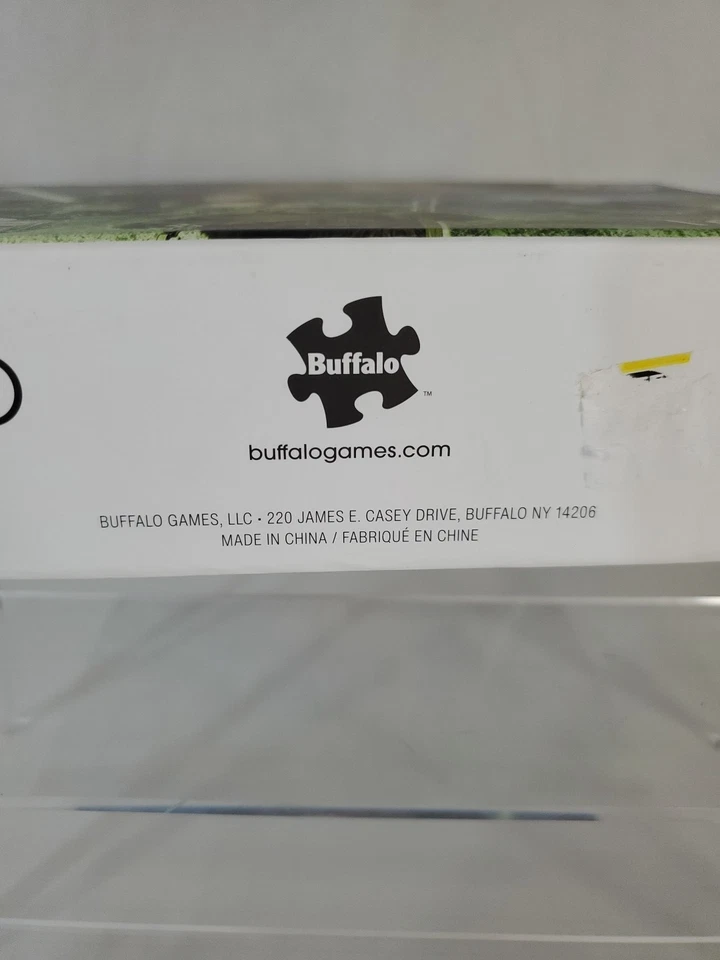 Buffalo
TM
buffalogames.com
BUFFALO GAMES, LLC • 220 JAMES E. CASEY DRIVE, BUFFALO NY 14206
MADE IN CHINA / FABRIQUÉ EN CHINE